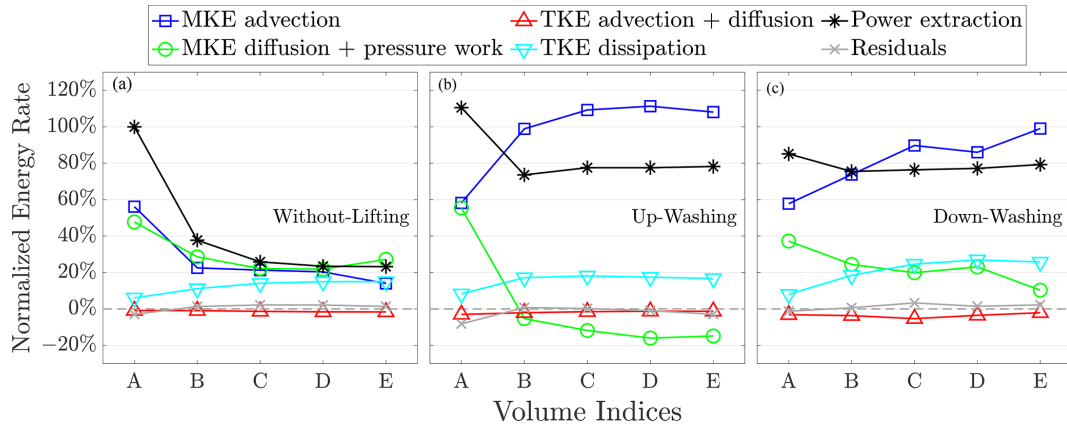 MKE advection
TKE advection + diffusion
Power extraction
MKE diffusion + pressure work
TKE dissipation
Residuals
Normalized Energy Rate
120%
100%
80%
60%
40%
20%
0%
−20%
(a)
Without-Lifting
A B C D E
(b)
Up-Washing
A B C D E
(c)
Down-Washing
A B C D E
Volume Indices